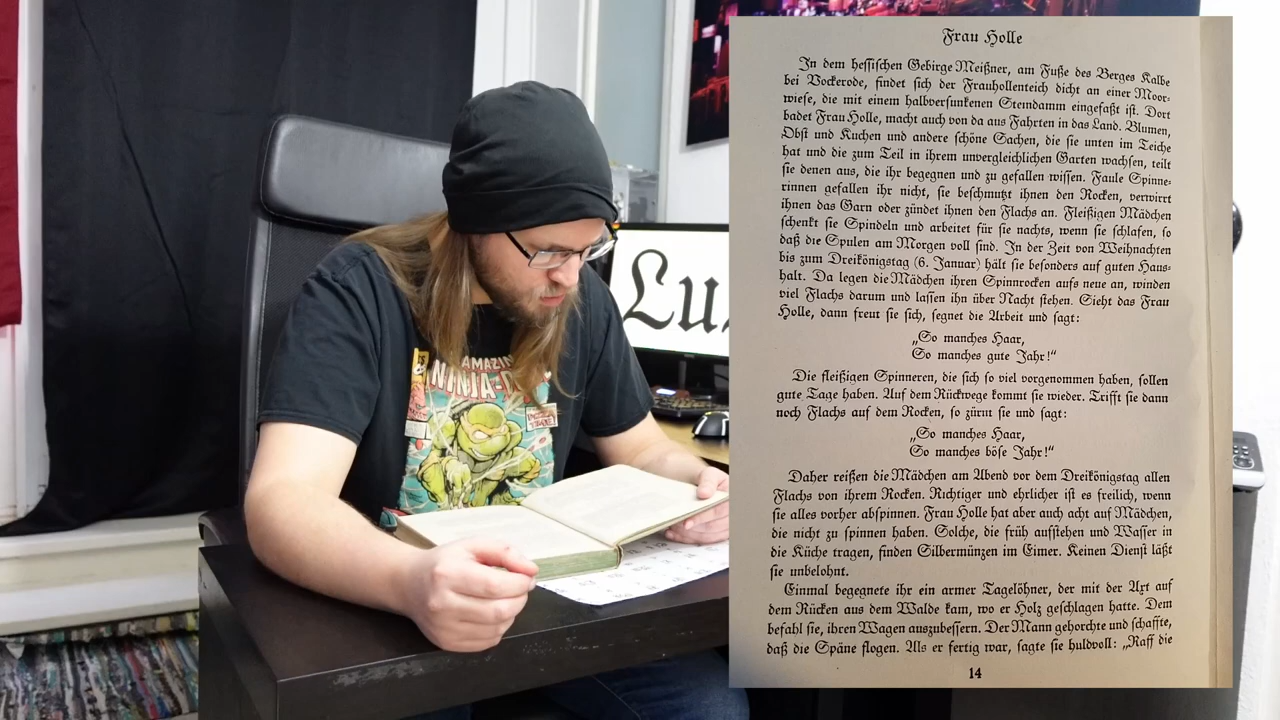 Lu
AMAZIN
NINJA-
Frau Holle
In dem hessischen Gebirge Meißner, am Fuße des Berges Kalbe
bei Vockerode, findet sich der Frauhollenteich dicht an einer Moor-
wiese, die mit einem halbversunkenen Steindamm eingefaßt ist. Dort
badet Frau Holle, macht auch von da aus Fahrten in das Land. Blumen,
Obst und Kuchen und andere schöne Sachen, die sie unten im Teiche
hat und die zum Teil in ihrem unvergleichlichen Garten wachsen, teilt
sie denen aus, die ihr begegnen und zu gefallen wissen. Faule Spinne-
rinnen gefallen ihr nicht, sie beschmutzt ihnen den Rocken, verwirrt
ihnen das Garn oder zündet ihnen den Flachs an. Fleißigen Mädchen
schenkt sie Spindeln und arbeitet für sie nachts, wenn sie schlafen, so
daß die Spulen am Morgen voll sind. In der Zeit von Weihnachten
bis zum Dreikönigstag (6. Januar) hält sie besonders auf guten Haus-
halt. Da legen die Mädchen ihren Spinnrocken aufs neue an, winden
viel Flachs darum und lassen ihn über Nacht stehen. Sieht das Frau
Holle, dann freut sie sich, segnet die Arbeit und sagt:
„So manches Haar,
So manches gute Jahr!“
Die fleißigen Spinneren, die sich so viel vorgenommen haben, sollen
gute Tage haben. Auf dem Rückwege kommt sie wieder. Trifft sie dann
noch Flachs auf dem Rocken, so zürnt sie und sagt:
„So manches Haar,
So manches böse Jahr!“
Daher reißen die Mädchen am Abend vor dem Dreikönigstag allen
Flachs von ihrem Rocken. Richtiger und ehrlicher ist es freilich, wenn
sie alles vorher abspinnen. Frau Holle hat aber auch acht auf Mädchen,
die nicht zu spinnen haben. Solche, die früh aufstehen und Wasser in
die Küche tragen, finden Silbermünzen im Eimer. Keinen Dienst läßt
sie unbelohnt.
Einmal begegnete ihr ein armer Tagelöhner, der mit der Axt auf
dem Rücken aus dem Walde kam, wo er Holz geschlagen hatte. Dem
befahl sie, ihren Wagen auszubessern. Der Mann gehorchte und schaffte,
daß die Späne flogen. Als er fertig war, sagte sie huldvoll: „Raff die
14